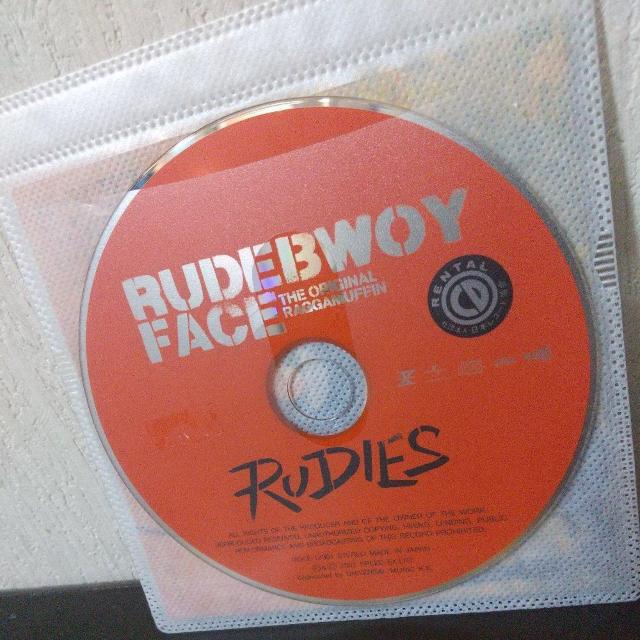 RUDEBWOY
FACE
THE ORIGINAL
RAGGAMUFFIN
RENTAL
CD
RUDIES
ALL RIGHTS OF THE PRODUCER AND OF THE OWNER OF THE WORK
REPRODUCED RESERVED. UNAUTHORIZED COPYING, HIRING, LENDING, PUBLIC
PERFORMANCE AND BROADCASTING OF THIS RECORD PROHIBITED.
STEREO MADE IN JAPAN